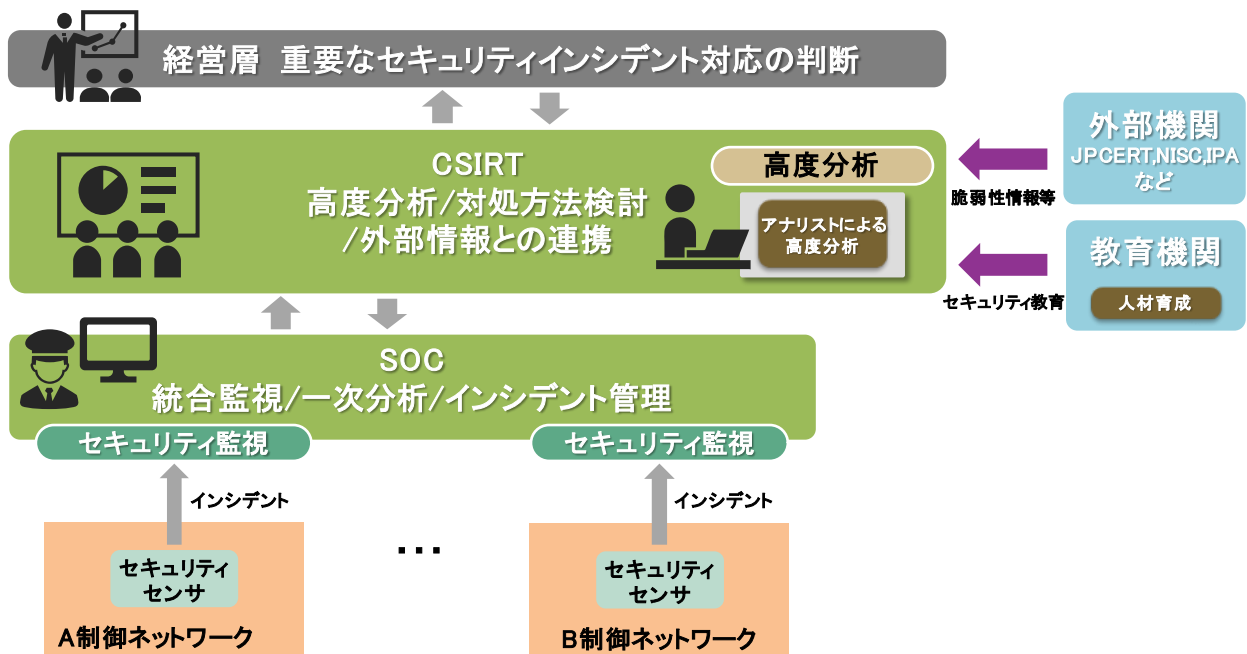 経営層 重要なセキュリティインシデント対応の判断
CSIRT
高度分析/対処方法検討
/外部情報との連携
高度分析
アナリストによる
高度分析
外部機関
JPCERT,NISC,IPA
など
脆弱性情報等
教育機関
人材育成
セキュリティ教育
SOC
統合監視/一次分析/インシデント管理
セキュリティ監視
セキュリティ監視
インシデント
インシデント
...
セキュリティ
センサ
セキュリティ
センサ
A制御ネットワーク
B制御ネットワーク